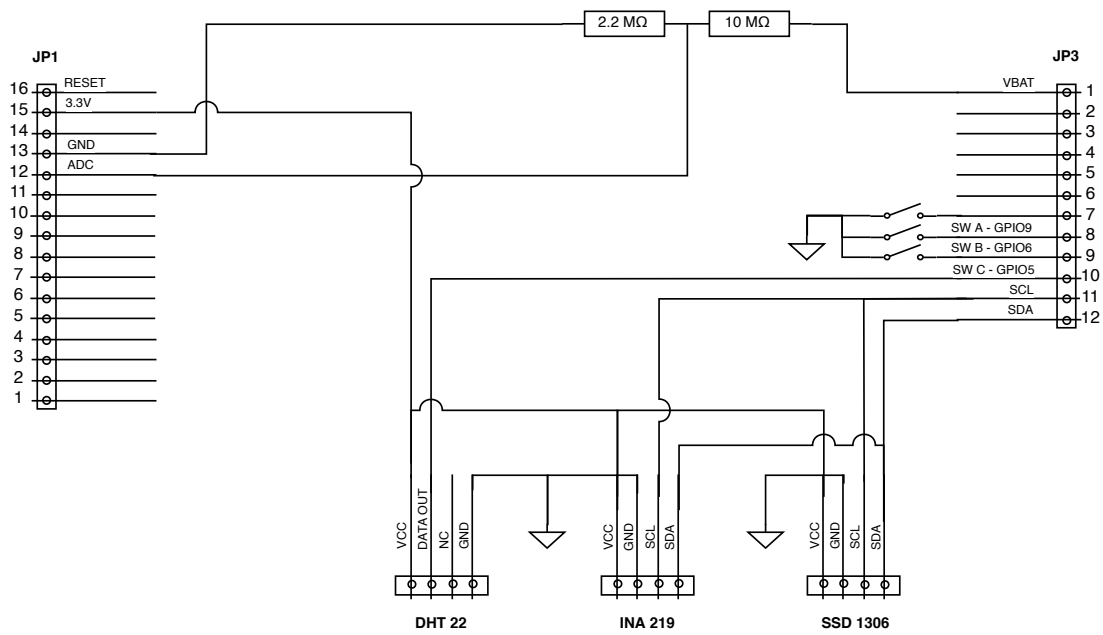 2.2 MΩ
10 MΩ
JP1
JP3
16
RESET
15
3.3V
14
13
GND
12
ADC
11
10
9
8
7
6
5
4
3
2
1
VBAT
1
2
3
4
5
6
7
SW A - GPIO9
8
SW B - GPIO6
9
SW C - GPIO5
10
SCL
11
SDA
12
VCC
DATA OUT
NC
GND
VCC
GND
SCL
SDA
VCC
GND
SCL
SDA
DHT 22
INA 219
SSD 1306